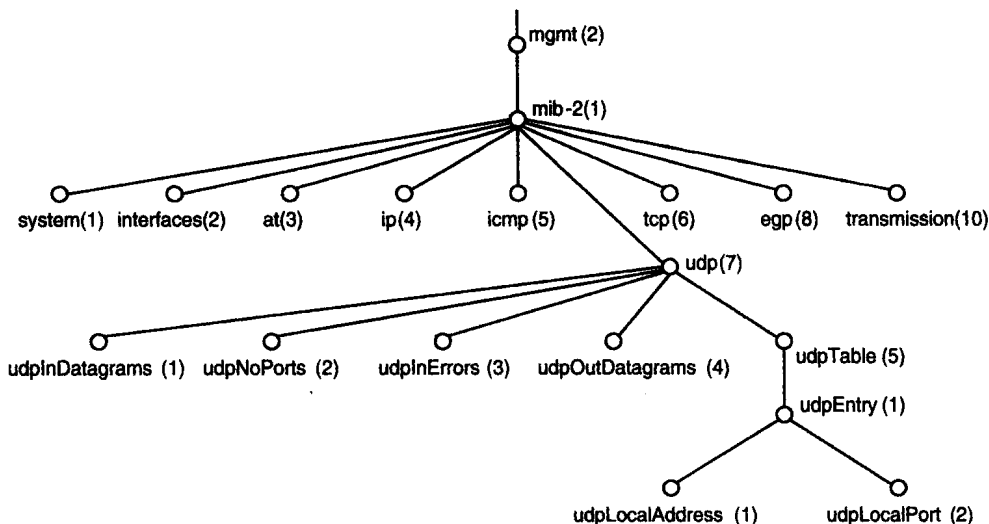 mgmt (2)
mib-2(1)
system(1) interfaces(2) at(3) ip(4) icmp (5) tcp (6) egp (8) transmission(10)
udp (7)
udpInDatagrams (1) udpNoPorts (2) udpInErrors (3) udpOutDatagrams (4)
udpTable (5)
udpEntry (1)
udpLocalAddress (1) udpLocalPort (2)